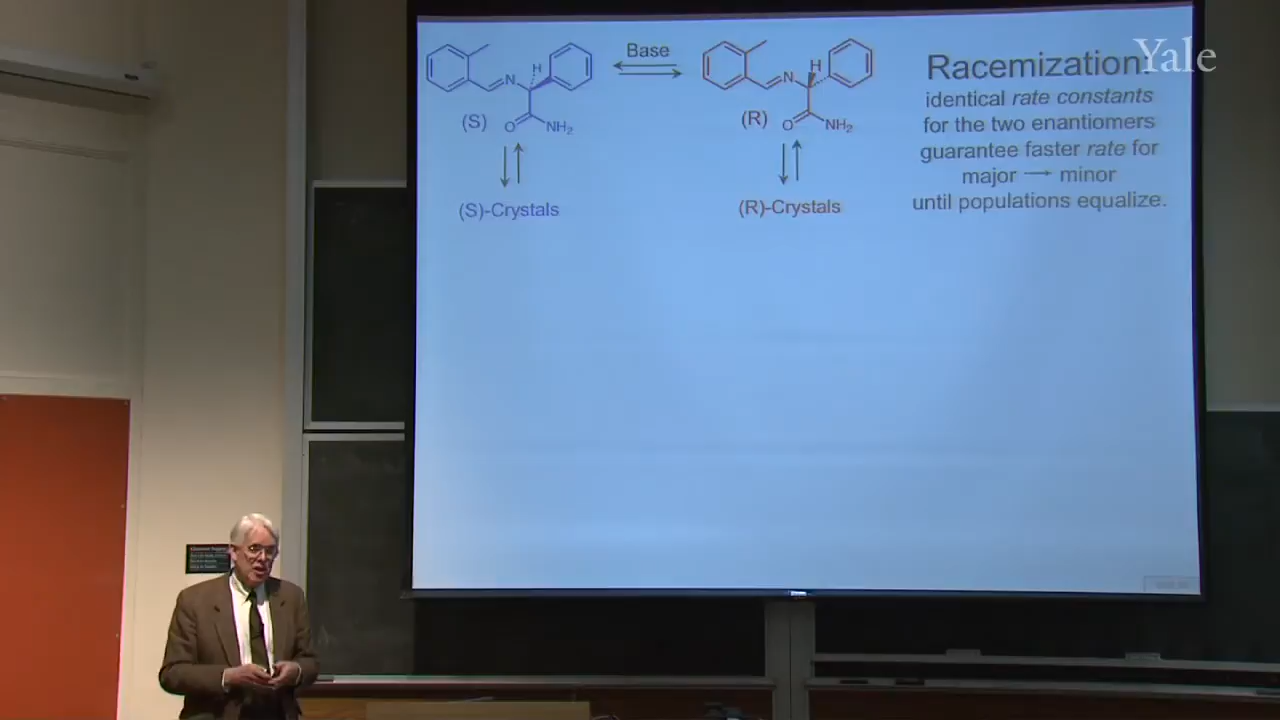 Base
H
N
(S)
O
NH2
H
N
(R)
O
NH2
(S)-Crystals
(R)-Crystals
Racemization:
identical rate constants
for the two enantiomers
guarantee faster rate for
major → minor
until populations equalize.
Yale